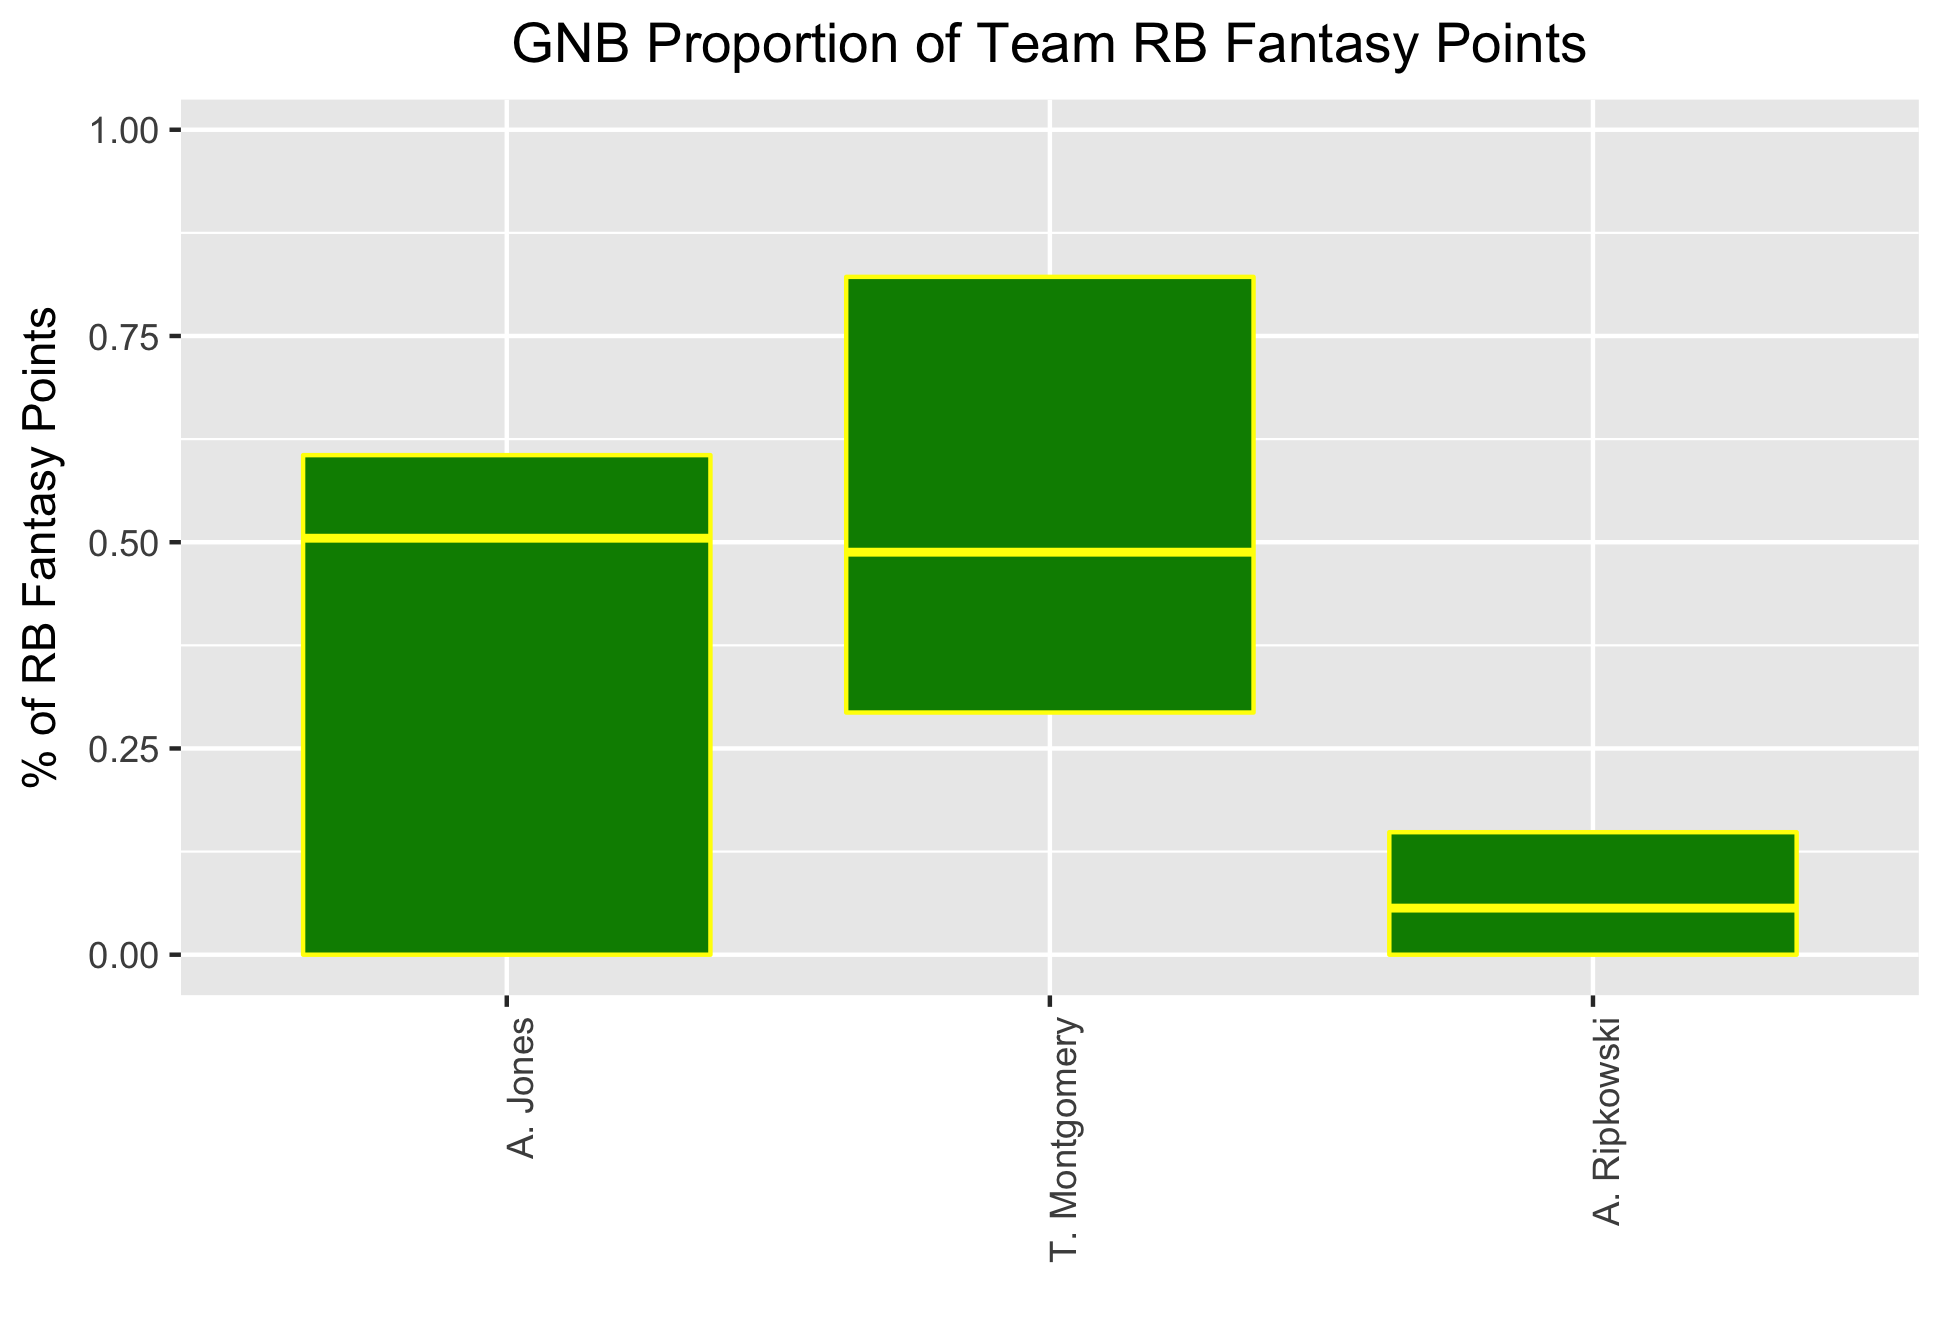 GNB Proportion of Team RB Fantasy Points
% of RB Fantasy Points
1.00
0.75
0.50
0.25
0.00
A. Jones
T. Montgomery
A. Ripkowski